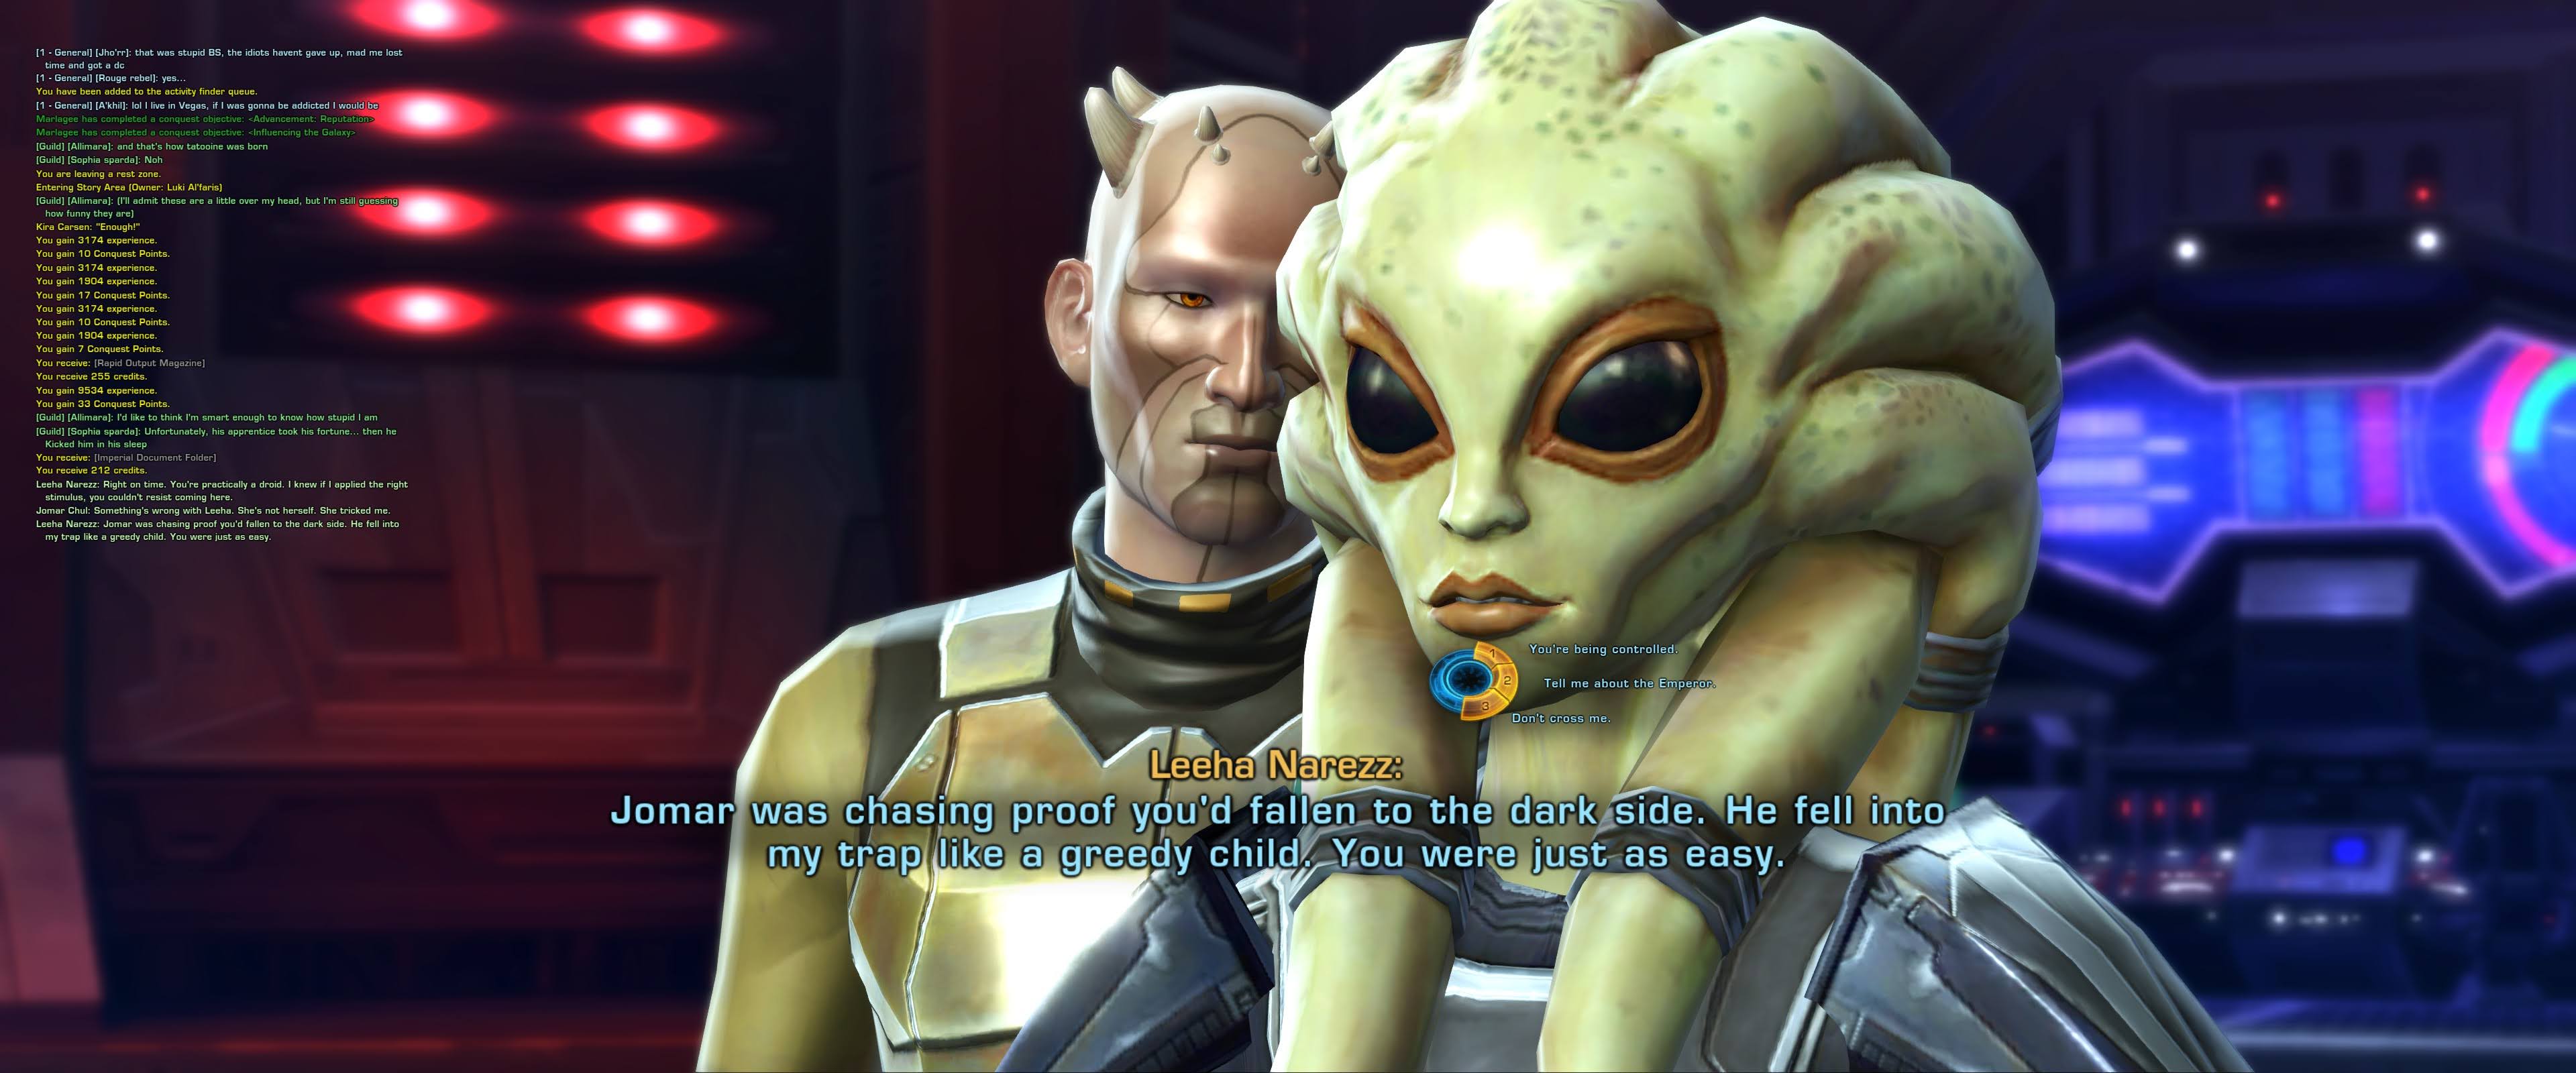 [1 - General] [Jho'rr]: that was stupid BS, the idiots havent gave up, mad me lost
time and got a dc
[1 - General] [Rouge rebel]: yes...
You have been added to the activity finder queue.
[1 - General] [A'khil]: lol I live in Vegas, if I was gonna be addicted I would be
Marlagee has completed a conquest objective: <Advancement: Reputation>
Marlagee has completed a conquest objective: <Influencing the Galaxy>
[Guild] [Allimara]: and that's how tatooine was born
[Guild] [Sophia sparda]: Noh
You are leaving a rest zone.
Entering Story Area (Owner: Luki Al'faris)
[Guild] [Allimara]: (I'll admit these are a little over my head, but I'm still guessing
how funny they are)
Kira Carsen: "Enough!"
You gain 3174 experience.
You gain 10 Conquest Points.
You gain 3174 experience.
You gain 1904 experience.
You gain 17 Conquest Points.
You gain 3174 experience.
You gain 10 Conquest Points.
You gain 1904 experience.
You gain 7 Conquest Points.
You receive: [Rapid Output Magazine]
You receive 255 credits.
You gain 9534 experience.
You gain 33 Conquest Points.
[Guild] [Allimara]: I'd like to think I'm smart enough to know how stupid I am
[Guild] [Sophia sparda]: Unfortunately, his apprentice took his fortune... then he
Kicked him in his sleep
You receive: [Imperial Document Folder]
You receive 212 credits.
Leeha Narezz: Right on time. You're practically a droid. I knew if I applied the right
stimulus, you couldn't resist coming here.
Jomar Chul: Something's wrong with Leeha. She's not herself. She tricked me.
Leeha Narezz: Jomar was chasing proof you'd fallen to the dark side. He fell into
my trap like a greedy child. You were just as easy.
1 You're being controlled.
2 Tell me about the Emperor.
3 Don't cross me.
Leeha Narezz:
Jomar was chasing proof you'd fallen to the dark side. He fell into
my trap like a greedy child. You were just as easy.